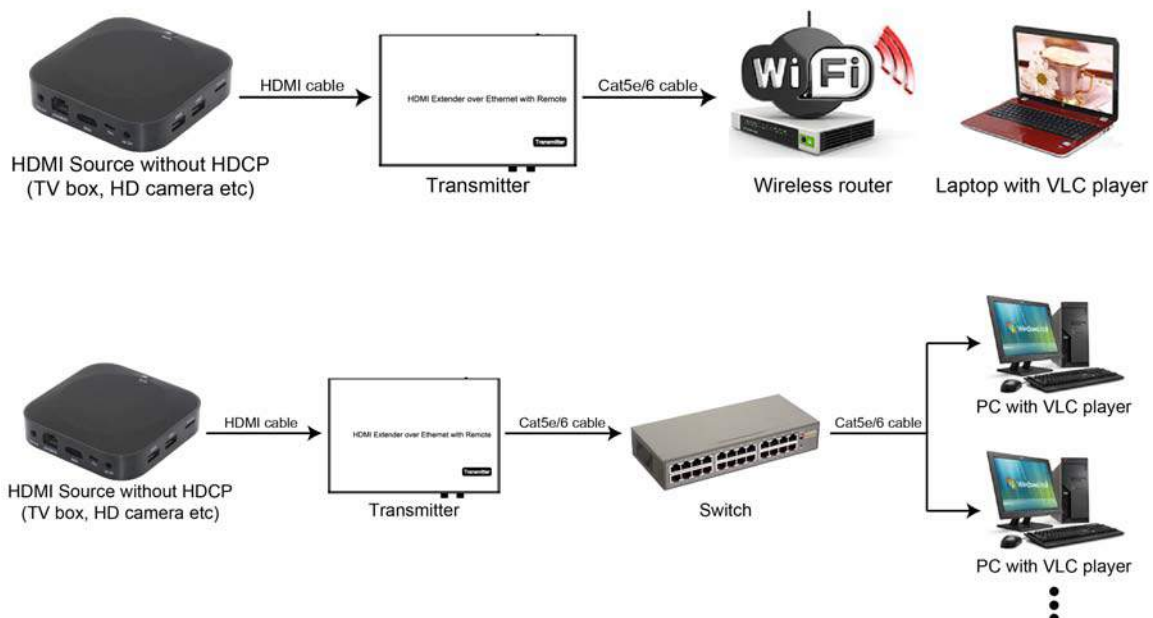 HDMI cable
Cat5e/6 cable
HDMI Extender over Ethernet with Remote
Transmitter
Wi Fi
HDMI Source without HDCP
(TV box, HD camera etc)
Transmitter
Wireless router
Laptop with VLC player
HDMI cable
Cat5e/6 cable
Cat5e/6 cable
HDMI Extender over Ethernet with Remote
Transmitter
PC with VLC player
HDMI Source without HDCP
(TV box, HD camera etc)
Transmitter
Switch
PC with VLC player